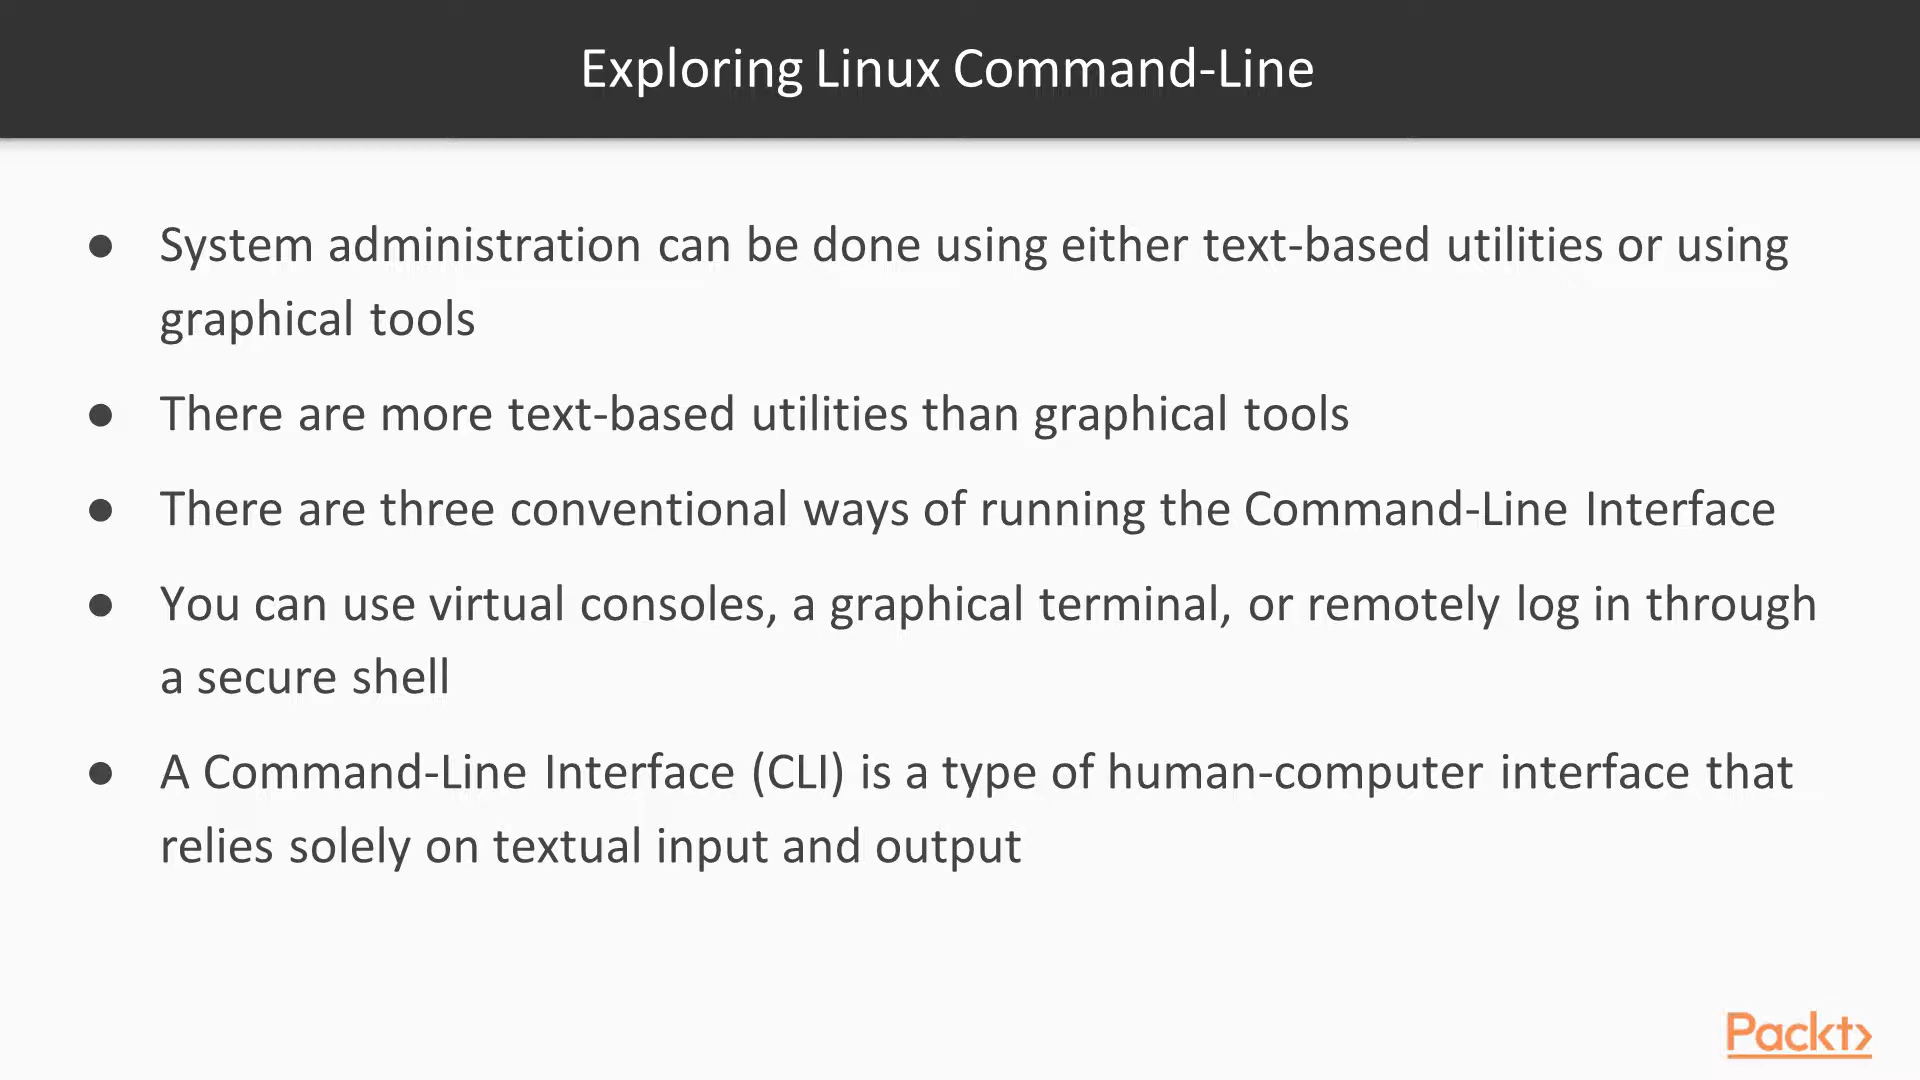 Exploring Linux Command-Line
● System administration can be done using either text-based utilities or using
graphical tools
● There are more text-based utilities than graphical tools
● There are three conventional ways of running the Command-Line Interface
● You can use virtual consoles, a graphical terminal, or remotely log in through
a secure shell
● A Command-Line Interface (CLI) is a type of human-computer interface that
relies solely on textual input and output
Packt>